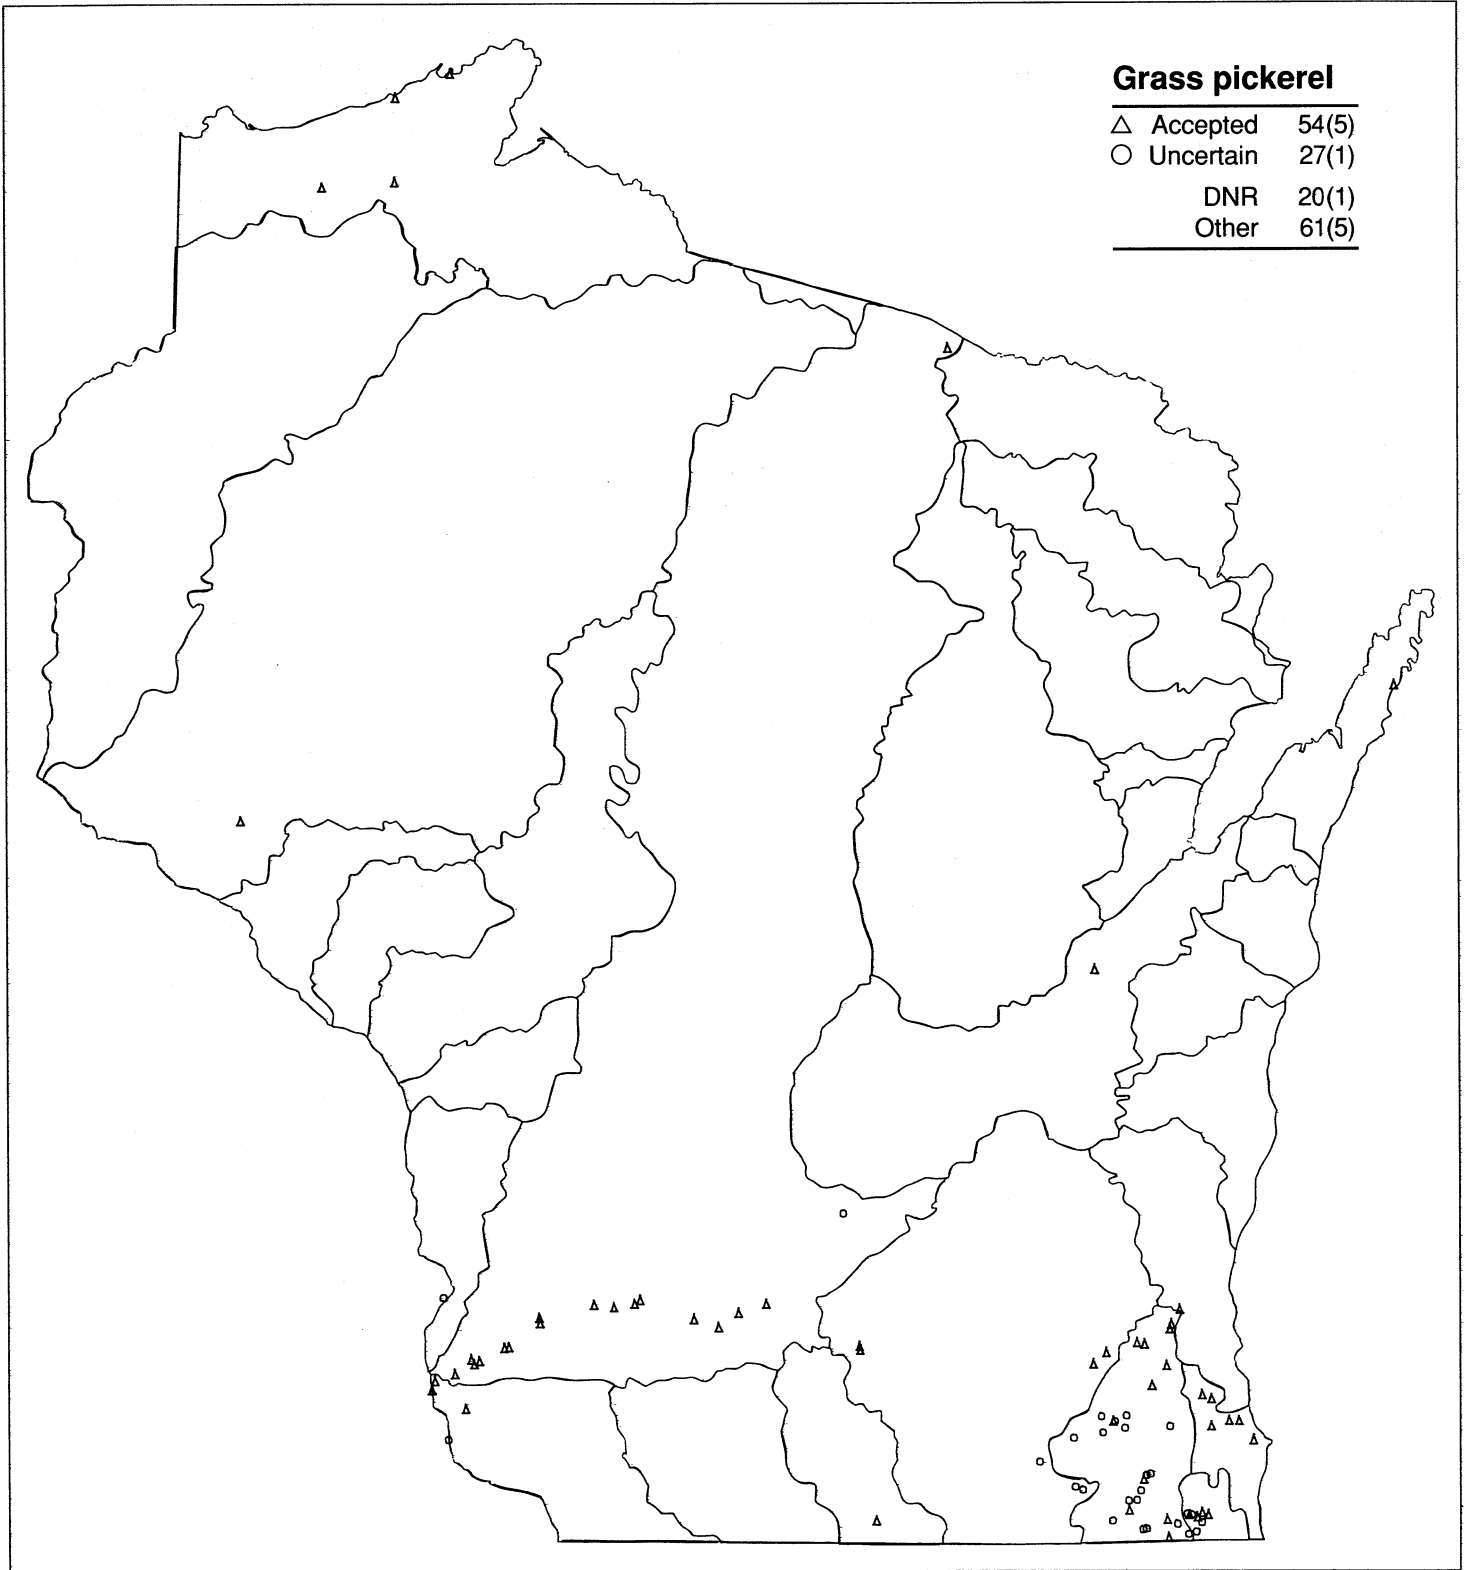 Grass pickerel
△ Accepted 54(5)
○ Uncertain 27(1)
DNR 20(1)
Other 61(5)